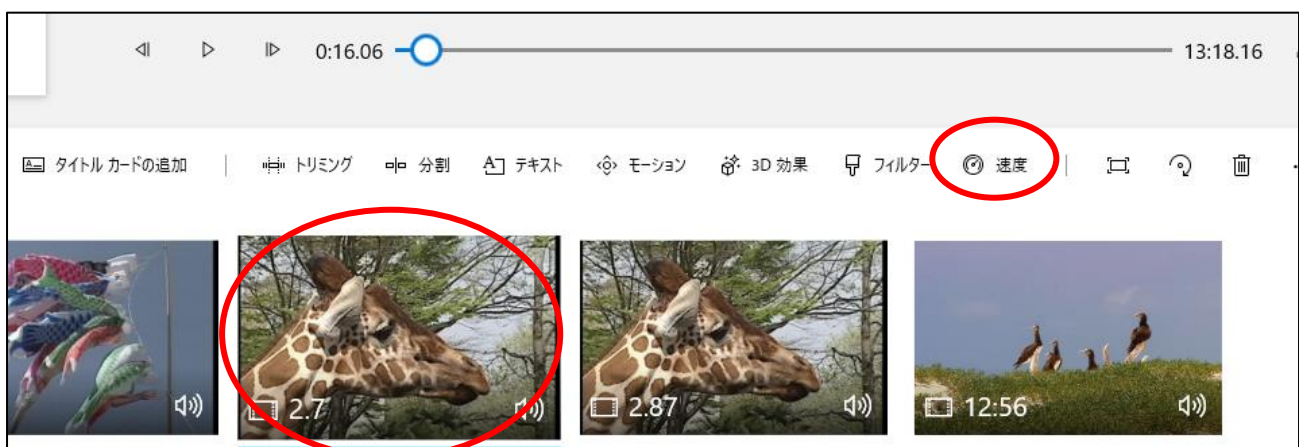 0:16.06 13:18.16
タイトル カードの追加 トリミング 分割 テキスト モーション 3D 効果 フィルター 速度
2.7 2.87 12:56